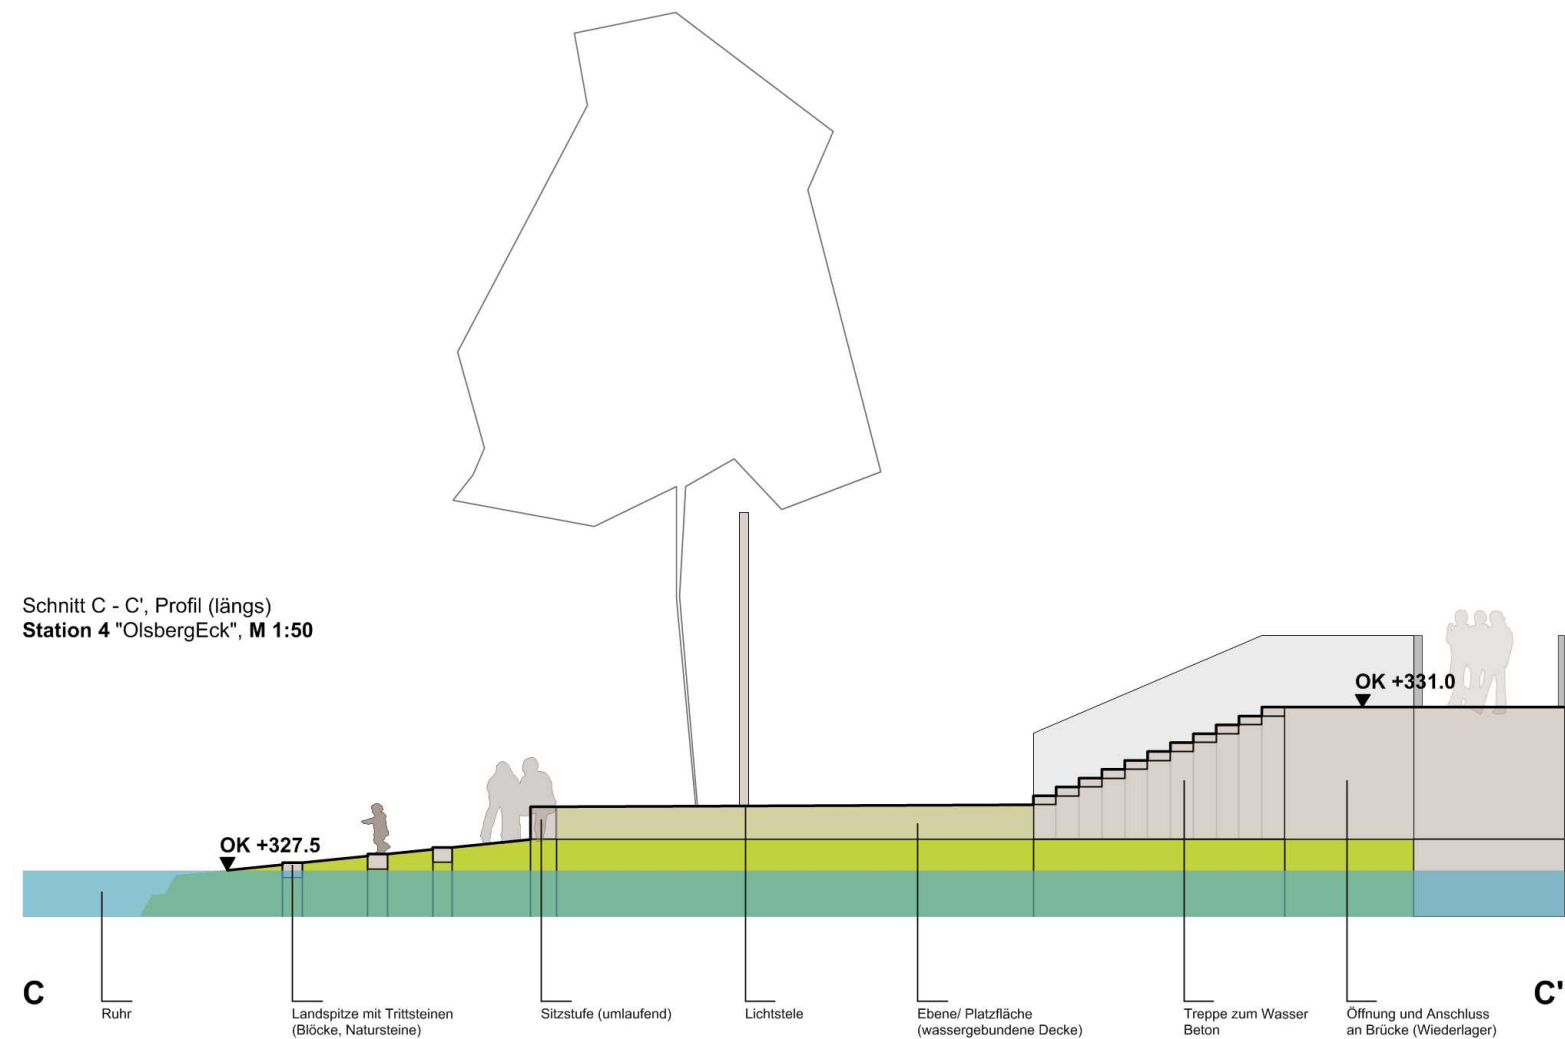 Schnitt C - C', Profil (längs)
Station 4 "OlsbergEck", M 1:50
OK +331.0
OK +327.5
C
C'
Ruhr
Landspitze mit Trittsteinen
(Blöcke, Natursteine)
Sitzstufe (umlaufend)
Lichtstele
Ebene/ Platzfläche
(wassergebundene Decke)
Treppe zum Wasser
Beton
Öffnung und Anschluss
an Brücke (Wiederlager)